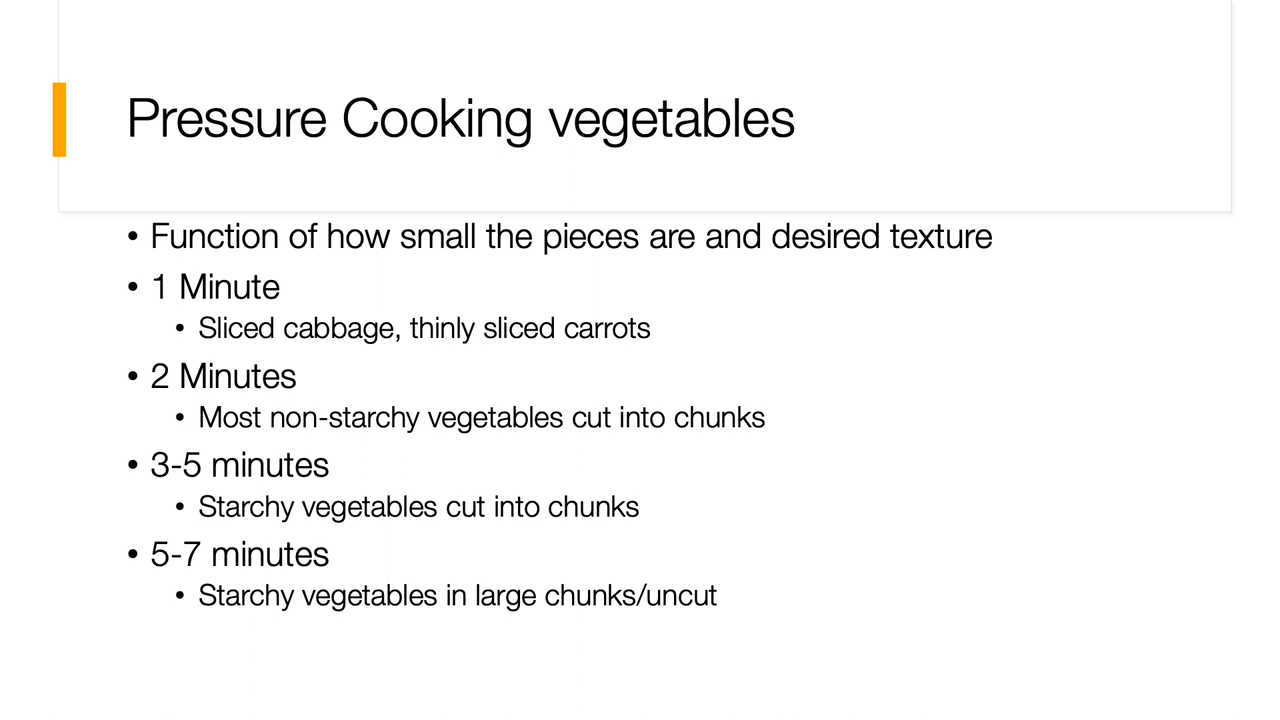 Pressure Cooking vegetables
• Function of how small the pieces are and desired texture
• 1 Minute
• Sliced cabbage, thinly sliced carrots
• 2 Minutes
• Most non-starchy vegetables cut into chunks
• 3-5 minutes
• Starchy vegetables cut into chunks
• 5-7 minutes
• Starchy vegetables in large chunks/uncut